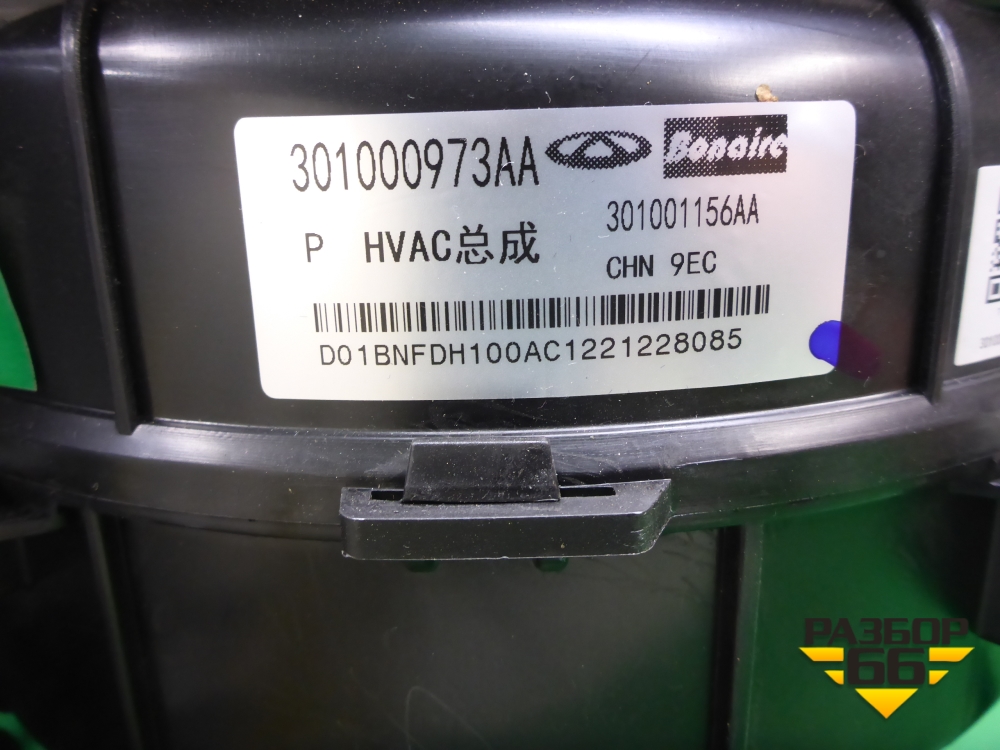 301000973AA
Bonaire
P HVAC总成
301001156AA
CHN 9EC
D01BNFDH100AC1221228085
РАЗБОР
66